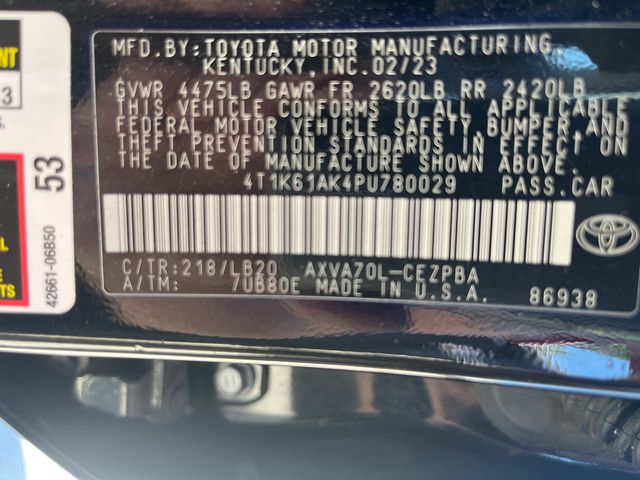 MFD.BY:TOYOTA MOTOR MANUFACTURING,
KENTUCKY,INC.02/23
GVWR 4475LB GAWR FR 2620LB RR 2420LB
THIS VEHICLE CONFORMS TO ALL APPLICABLE
FEDERAL MOTOR VEHICLE SAFETY,BUMPER,AND
THEFT PREVENTION STANDARDS IN EFFECT ON
THE DATE OF MANUFACTURE SHOWN ABOVE.
4T1K61AK4PU780029 PASS.CAR
C/TR:218/LB20 AXVA70L-CEZPBA
A/TM: 7UB80E MADE IN U.S.A. 86938
53
42661-06B50